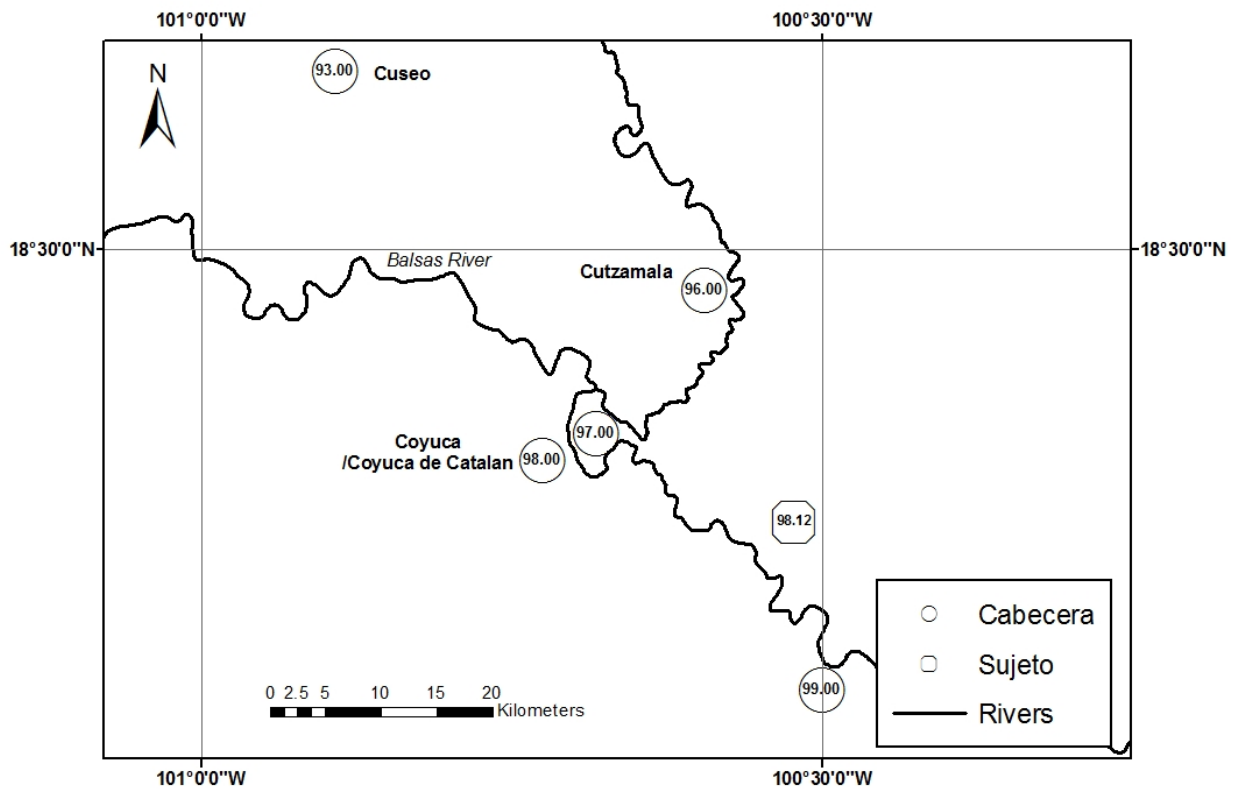 101°0'0"W
100°30'0"W
93.00
Cuseo
N
18°30'0"N
18°30'0"N
Balsas River
Cutzamala
96.00
97.00
Coyuca
/Coyuca de Catalan
98.00
98.12
99.00
Cabecera
Sujeto
Rivers
0 2.5 5 10 15 20
Kilometers
101°0'0"W
100°30'0"W